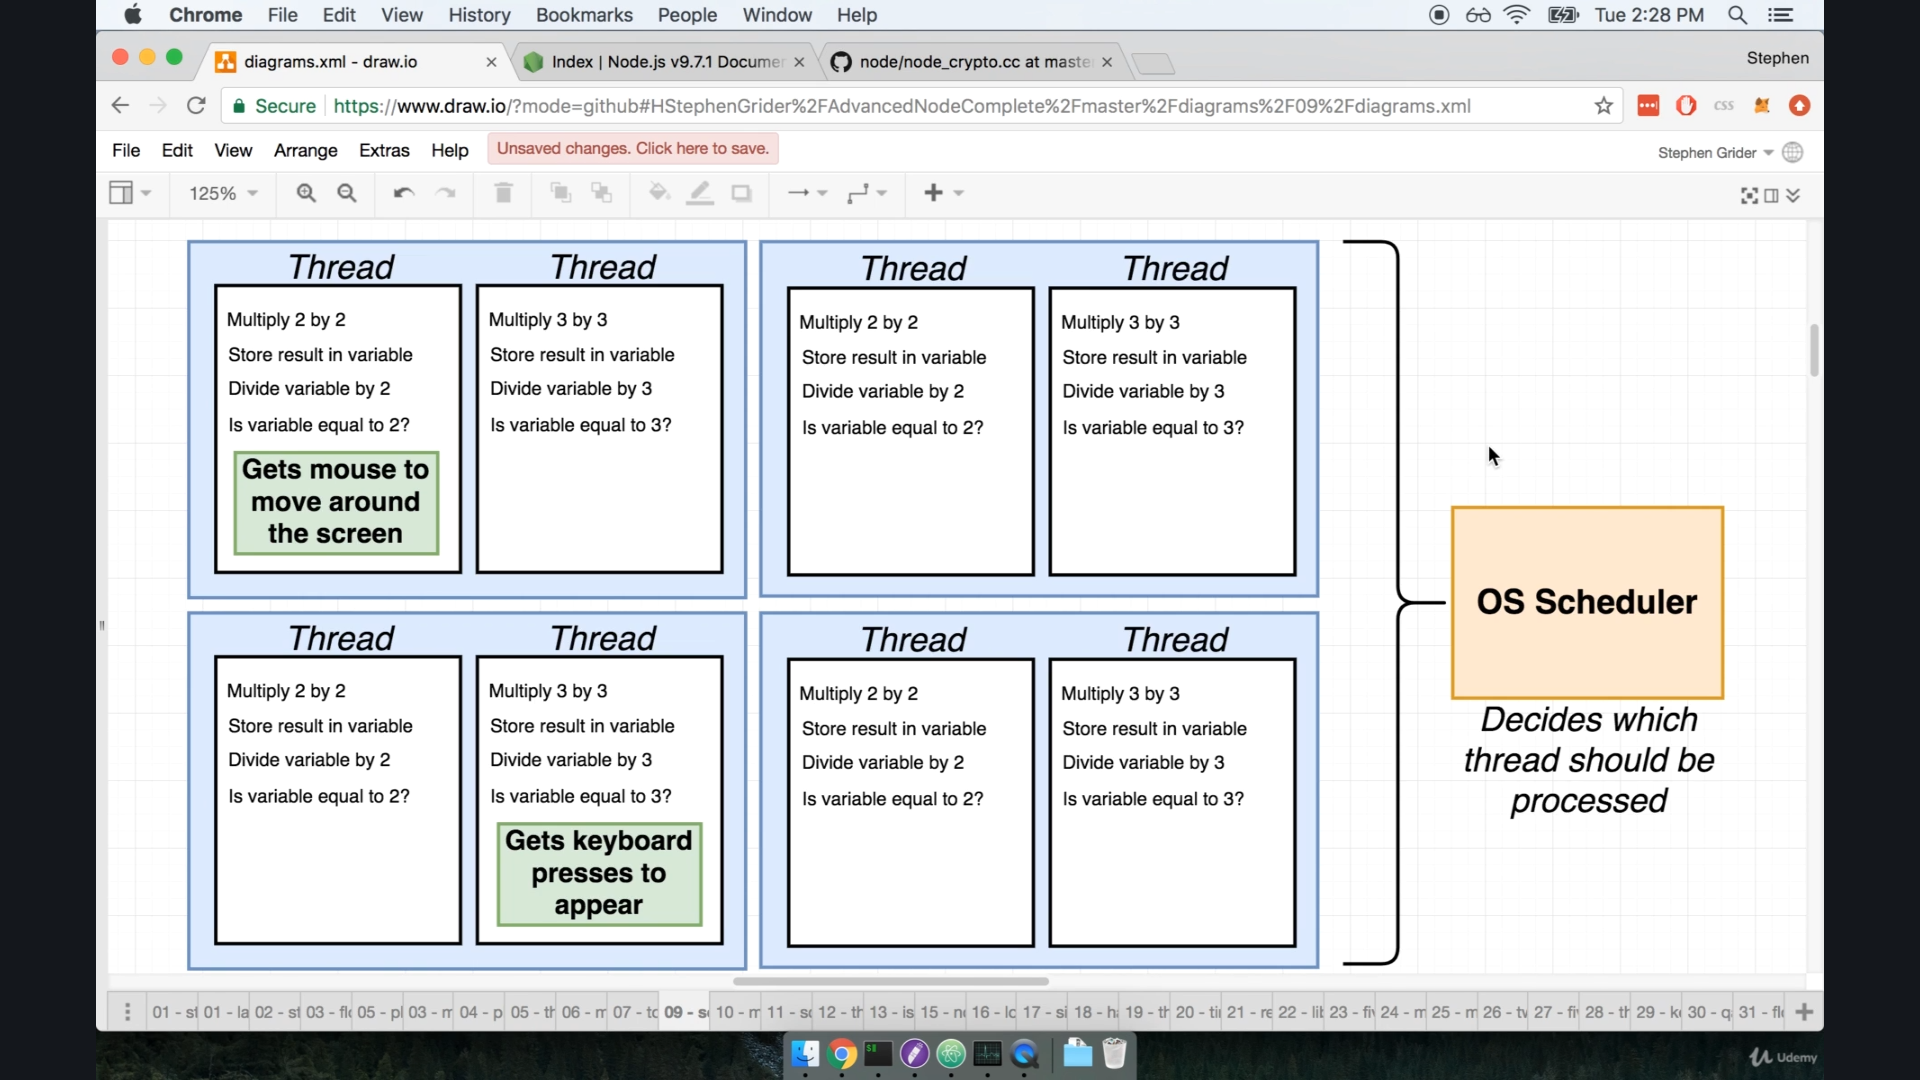 Chrome File Edit View History Bookmarks People Window Help Tue 2:28 PM
diagrams.xml - draw.io Index | Node.js v9.7.1 Documen node/node_crypto.cc at maste Stephen
Secure https://www.draw.io/?mode=github#HStephenGrider%2FAdvancedNodeComplete%2Fmaster%2Fdiagrams%2F09%2Fdiagrams.xml css
File Edit View Arrange Extras Help Unsaved changes. Click here to save. Stephen Grider
125%
Thread Thread Thread Thread
Multiply 2 by 2 Multiply 3 by 3 Multiply 2 by 2 Multiply 3 by 3
Store result in variable Store result in variable Store result in variable Store result in variable
Divide variable by 2 Divide variable by 3 Divide variable by 2 Divide variable by 3
Is variable equal to 2? Is variable equal to 3? Is variable equal to 2? Is variable equal to 3?
Gets mouse to
move around
the screen
OS Scheduler
Decides which
thread should be
processed
Thread Thread Thread Thread
Multiply 2 by 2 Multiply 3 by 3 Multiply 2 by 2 Multiply 3 by 3
Store result in variable Store result in variable Store result in variable Store result in variable
Divide variable by 2 Divide variable by 3 Divide variable by 2 Divide variable by 3
Is variable equal to 2? Is variable equal to 3? Is variable equal to 2? Is variable equal to 3?
Gets keyboard
presses to
appear
01 - st 01 - la 02 - st 03 - flo 05 - pl 03 - m 04 - p 05 - th 06 - m 07 - to 09 - s 10 - m 11 - so 12 - th 13 - is 15 - n 16 - lo 17 - si 18 - h 19 - th 20 - ti 21 - re 22 - lib 23 - fiv 24 - m 25 - m 26 - tv 27 - fi 28 - th 29 - k 30 - q 31 - flo
Udemy